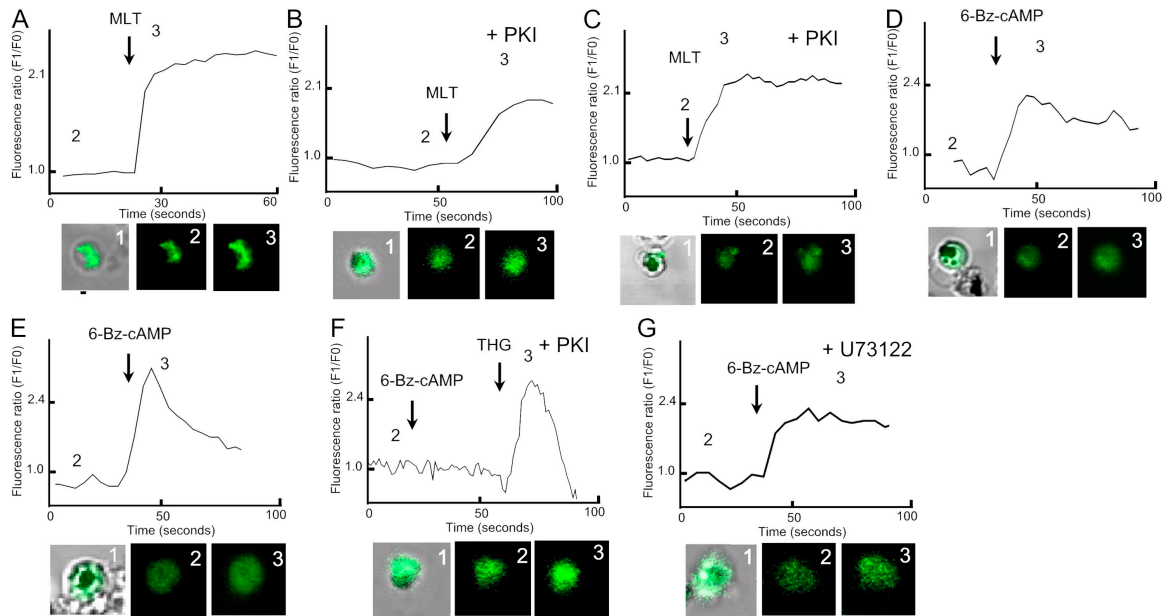 A
MLT
3
Fluorescence ratio (F1/F0)
2.1
2
1.0
0
30
60
Time (seconds)
1
2
3
B
+ PKI
3
Fluorescence ratio (F1/F0)
2.1
MLT
2
1.0
0
50
100
Time (seconds)
1
2
3
C
3
+ PKI
MLT
Fluorescence ratio (F1/F0)
2.1
2
1.0
0
50
100
Time (seconds)
1
2
3
D
6-Bz-cAMP
3
Fluorescence ratio (F1/F0)
2.4
2
1.0
0
50
100
Time (seconds)
1
2
3
E
6-Bz-cAMP
3
Fluorescence ratio (F1/F0)
2.4
2
1.0
0
50
100
Time (seconds)
1
2
3
F
THG
3 + PKI
6-Bz-cAMP
Fluorescence ratio (F1/F0)
2.4
2
1.0
0
50
100
Time (seconds)
1
2
3
G
+ U73122
6-Bz-cAMP
3
Fluorescence ratio (F1/F0)
2.4
2
1.0
0
50
100
Time (seconds)
1
2
3